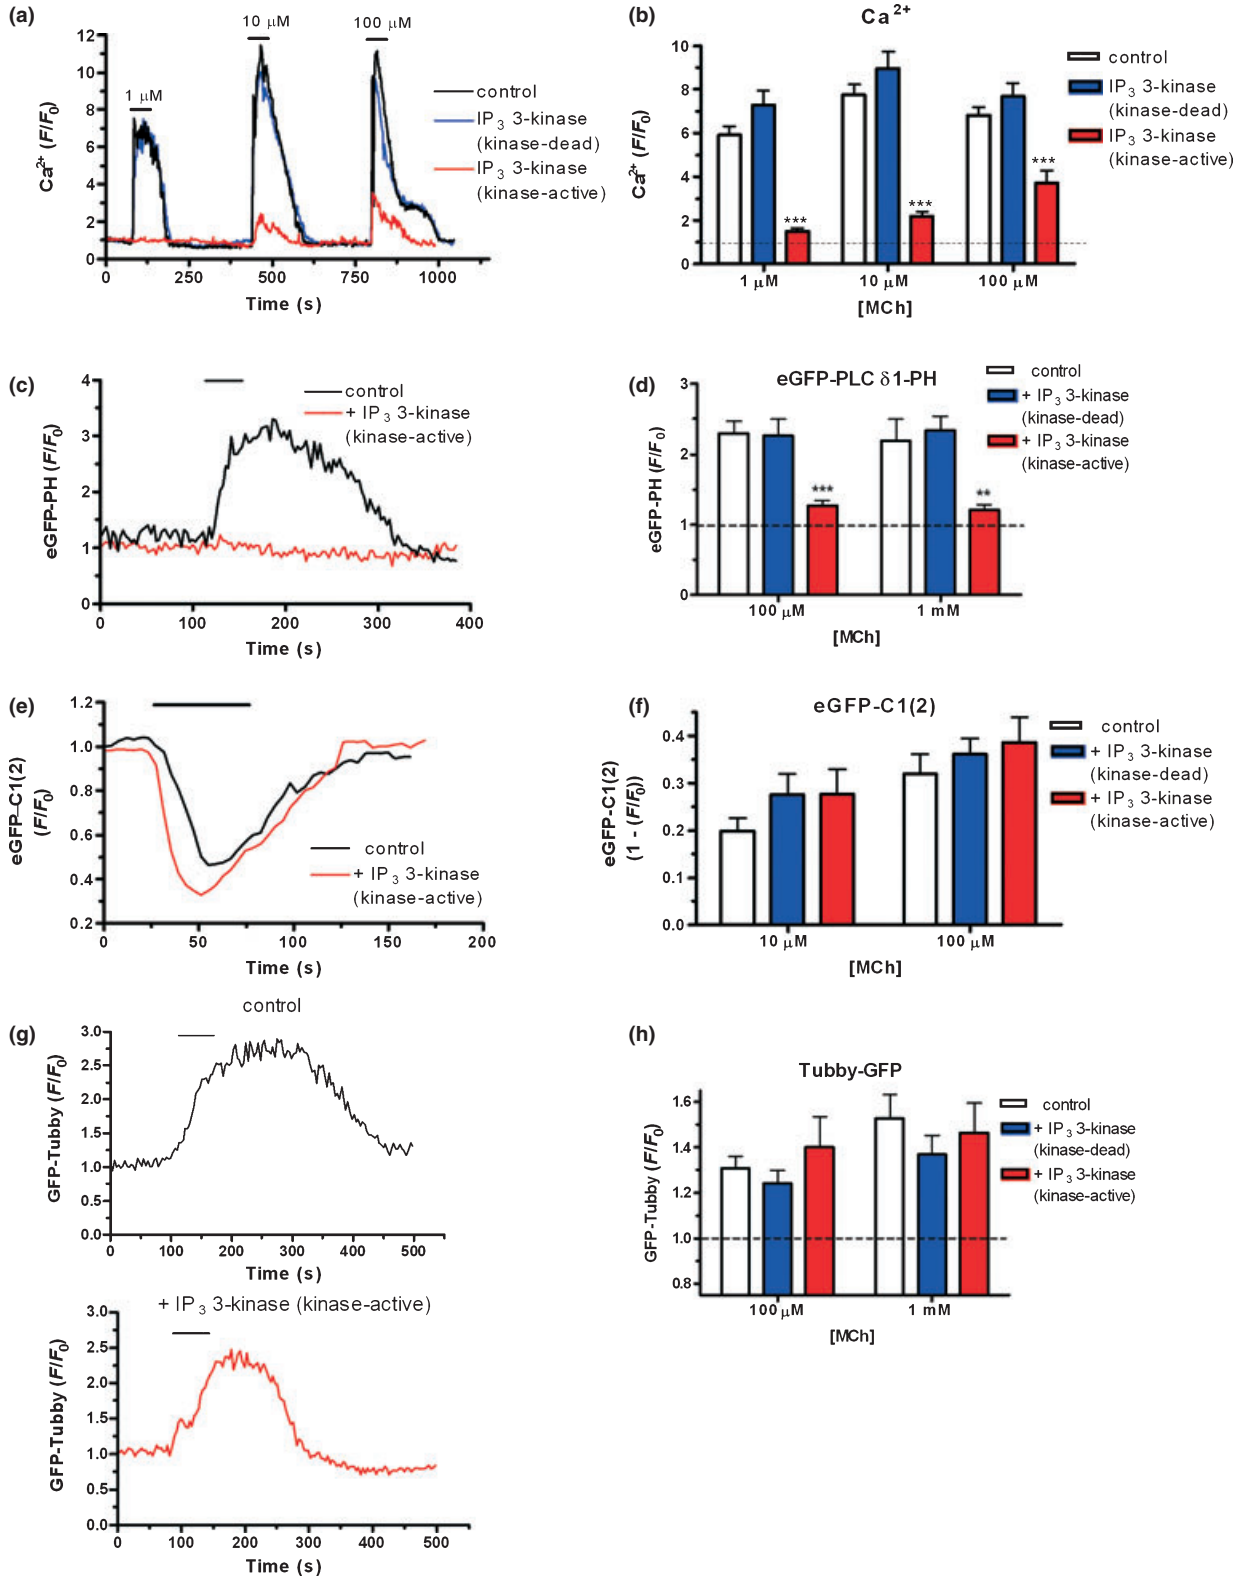 (a)
1 µM
10 µM
100 µM
12
10
8
6
4
2
0
Ca2+ (F/F0)
0
250
500
750
1000
Time (s)
control
IP3 3-kinase
(kinase-dead)
IP3 3-kinase
(kinase-active)
(b)
Ca2+
10
8
6
4
2
0
Ca2+ (F/F0)
***
***
***
1 µM
10 µM
100 µM
[MCh]
control
IP3 3-kinase
(kinase-dead)
IP3 3-kinase
(kinase-active)
(c)
4
3
2
1
0
eGFP-PH (F/F0)
0
100
200
300
400
Time (s)
control
+ IP3 3-kinase
(kinase-active)
(d)
eGFP-PLC δ1-PH
3
2
1
0
eGFP-PH (F/F0)
***
**
100 µM
1 mM
[MCh]
control
+ IP3 3-kinase
(kinase-dead)
+ IP3 3-kinase
(kinase-active)
(e)
1.2
1.0
0.8
0.6
0.4
0.2
eGFP-C1(2)
(F/F0)
0
50
100
150
200
Time (s)
control
+ IP3 3-kinase
(kinase-active)
(f)
eGFP-C1(2)
0.4
0.3
0.2
0.1
0.0
eGFP-C1(2)
(1 - (F/F0))
10 µM
100 µM
[MCh]
control
+ IP3 3-kinase
(kinase-dead)
+ IP3 3-kinase
(kinase-active)
(g)
control
3.0
2.5
2.0
1.5
1.0
0.5
0.0
GFP-Tubby (F/F0)
0
100
200
300
400
500
Time (s)
+ IP3 3-kinase (kinase-active)
3.0
2.5
2.0
1.5
1.0
0.5
0.0
GFP-Tubby (F/F0)
0
100
200
300
400
500
Time (s)
(h)
Tubby-GFP
1.6
1.4
1.2
1.0
0.8
GFP-Tubby (F/F0)
100 µM
1 mM
[MCh]
control
+ IP3 3-kinase
(kinase-dead)
+ IP3 3-kinase
(kinase-active)